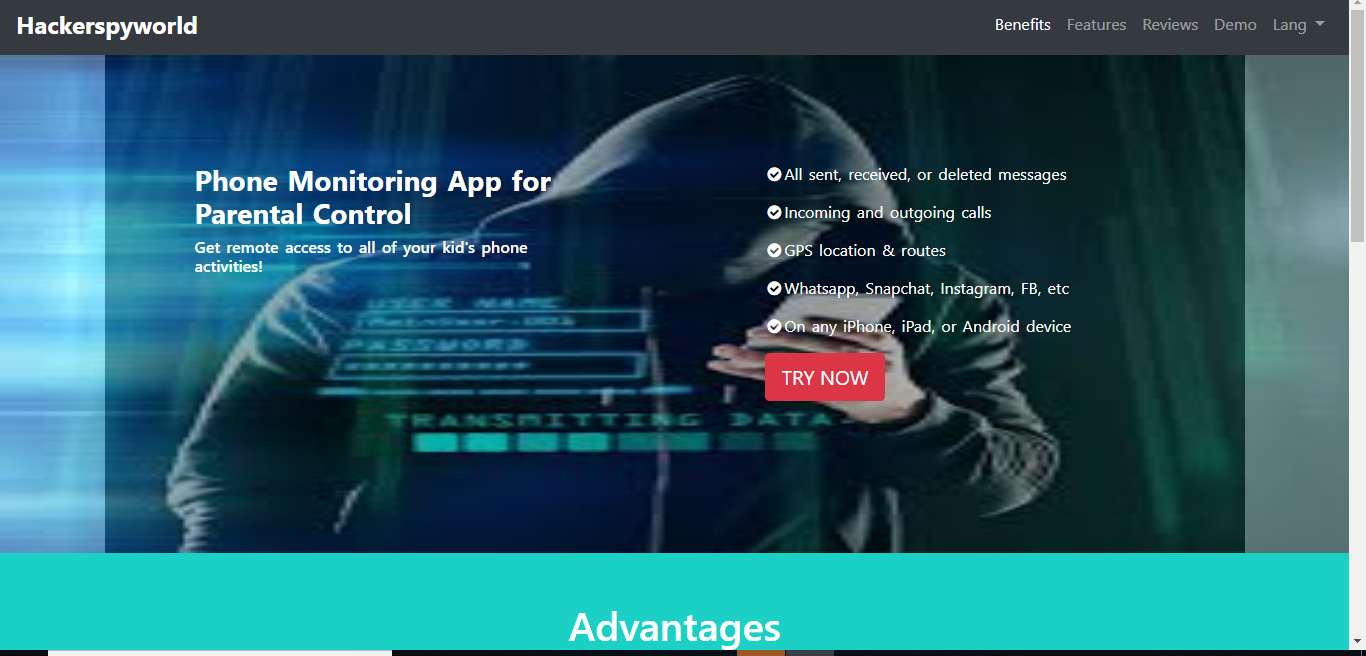 Hackerspyworld
Benefits Features Reviews Demo Lang
Phone Monitoring App for
Parental Control
Get remote access to all of your kid's phone
activities!
All sent, received, or deleted messages
Incoming and outgoing calls
GPS location & routes
Whatsapp, Snapchat, Instagram, FB, etc
On any iPhone, iPad, or Android device
TRY NOW
USER NAME
PASSWORD
**********
TRANSMITTING DATA
Advantages